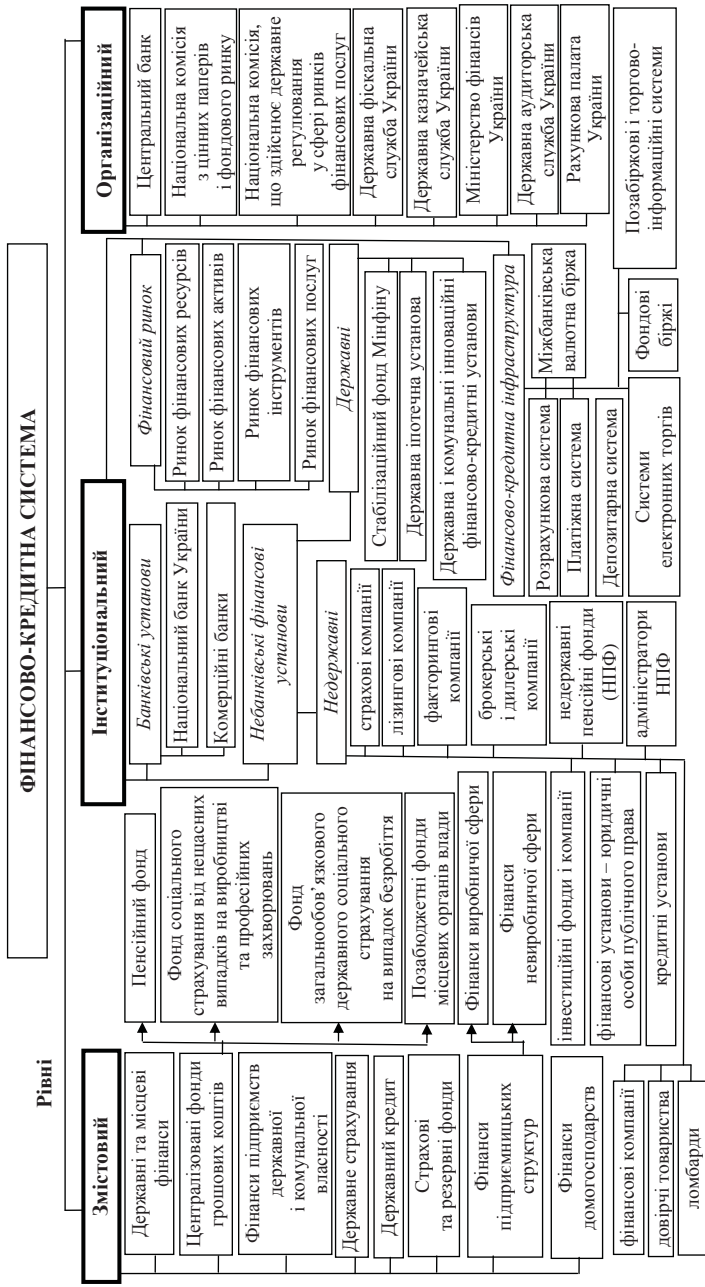 ФІНАНСОВО-КРЕДИТНА СИСТЕМА
Рівні
Змістовий
Державні та місцеві
фінанси
Централізовані фонди
грошових коштів
Фінанси підприємств
державної
і комунальної
власності
Державне страхування
Державний кредит
Страхові
та резервні фонди
Фінанси
підприємницьких
структур
Фінанси
домогосподарств
Пенсійний фонд
Фонд соціального
страхування від нещасних
випадків на виробництві
та професійних
захворювань
Фонд
загальнообов’язкового
державного соціального
страхування
на випадок безробіття
Позабюджетні фонди
місцевих органів влади
Фінанси виробничої сфери
Фінанси
невиробничої сфери
Інституціональний
Банківські установи
Національний банк України
Комерційні банки
Небанківські фінансові
установи
Недержавні
страхові компанії
лізингові компанії
факторингові
компанії
брокерські
і дилерські
компанії
недержавні
пенсійні фонди
(НПФ)
адміністратори
НПФ
інвестиційні фонди і компанії
фінансові установи – юридичні
особи публічного права
кредитні установи
фінансові компанії
довірчі товариства
ломбарди
Фінансовий ринок
Ринок фінансових ресурсів
Ринок фінансових активів
Ринок фінансових
інструментів
Ринок фінансових послуг
Державні
Стабілізаційний фонд Мінфіну
Державна іпотечна установа
Державна і комунальні інноваційні
фінансово-кредитні установи
Фінансово-кредитна інфраструктура
Розрахункова система
Платіжна система
Депозитарна система
Міжбанківська
валютна біржа
Системи
електронних торгів
Фондові
біржі
Позабіржові і торгово-
інформаційні системи
Організаційний
Центральний банк
Національна комісія
з цінних паперів
і фондового ринку
Національна комісія,
що здійснює державне
регулювання
у сфері ринків
фінансових послуг
Державна фіскальна
служба України
Державна казначейська
служба України
Міністерство фінансів
України
Державна аудиторська
служба України
Рахункова палата
України